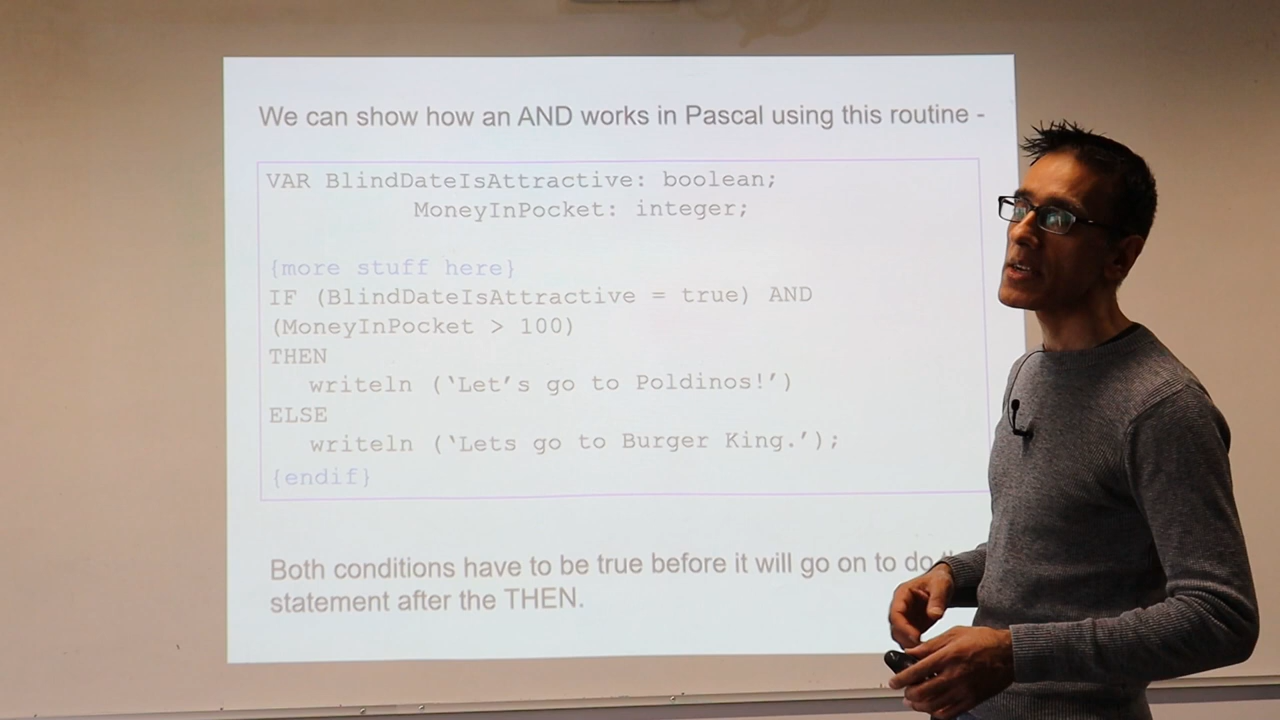 We can show how an AND works in Pascal using this routine -
VAR BlindDateIsAttractive: boolean;
MoneyInPocket: integer;
{more stuff here}
IF (BlindDateIsAttractive = true) AND
(MoneyInPocket > 100)
THEN
writeln (‘Let’s go to Poldinos!’)
ELSE
writeln (‘Lets go to Burger King.’);
{endif}
Both conditions have to be true before it will go on to do
statement after the THEN.